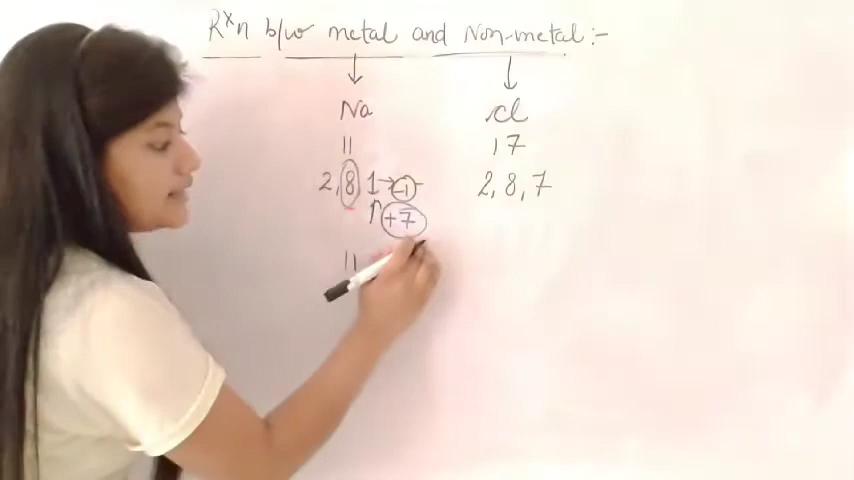 Rxn b/w metal and Non-metal :-
Na Cl
11 17
2, 8 1 → -1 2, 8, 7
↑ +7
11